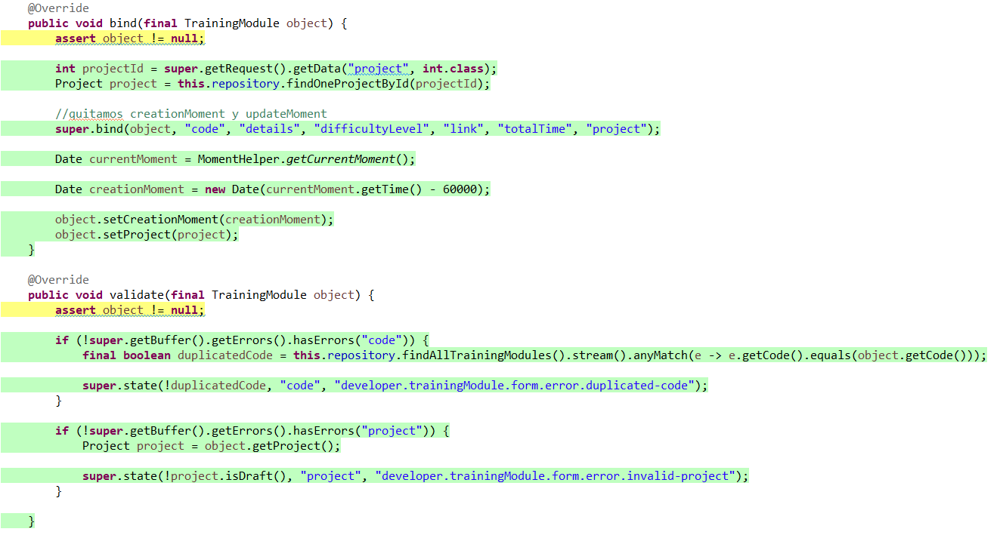 @Override
public void bind(final TrainingModule object) {
assert object != null;
int projectId = super.getRequest().getData("project", int.class);
Project project = this.repository.findOneProjectById(projectId);
//quitamos creationMoment y updateMoment
super.bind(object, "code", "details", "difficultyLevel", "link", "totalTime", "project");
Date currentMoment = MomentHelper.getCurrentMoment();
Date creationMoment = new Date(currentMoment.getTime() - 60000);
object.setCreationMoment(creationMoment);
object.setProject(project);
}
@Override
public void validate(final TrainingModule object) {
assert object != null;
if (!super.getBuffer().getErrors().hasErrors("code")) {
final boolean duplicatedCode = this.repository.findAllTrainingModules().stream().anyMatch(e -> e.getCode().equals(object.getCode()));
super.state(!duplicatedCode, "code", "developer.trainingModule.form.error.duplicated-code");
}
if (!super.getBuffer().getErrors().hasErrors("project")) {
Project project = object.getProject();
super.state(!project.isDraft(), "project", "developer.trainingModule.form.error.invalid-project");
}
}